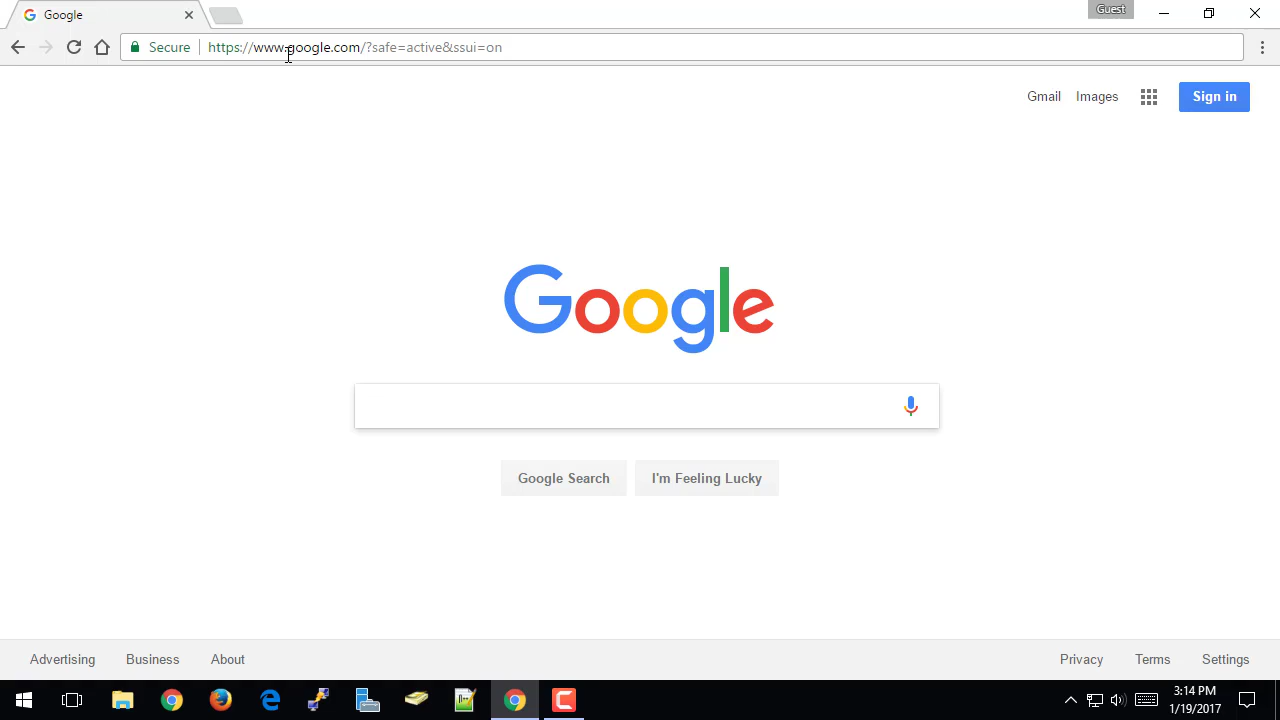 Google
Guest
Secure https://www.google.com/?safe=active&ssui=on
Gmail Images Sign in
Google
Google Search I'm Feeling Lucky
Advertising Business About Privacy Terms Settings
3:14 PM
1/19/2017